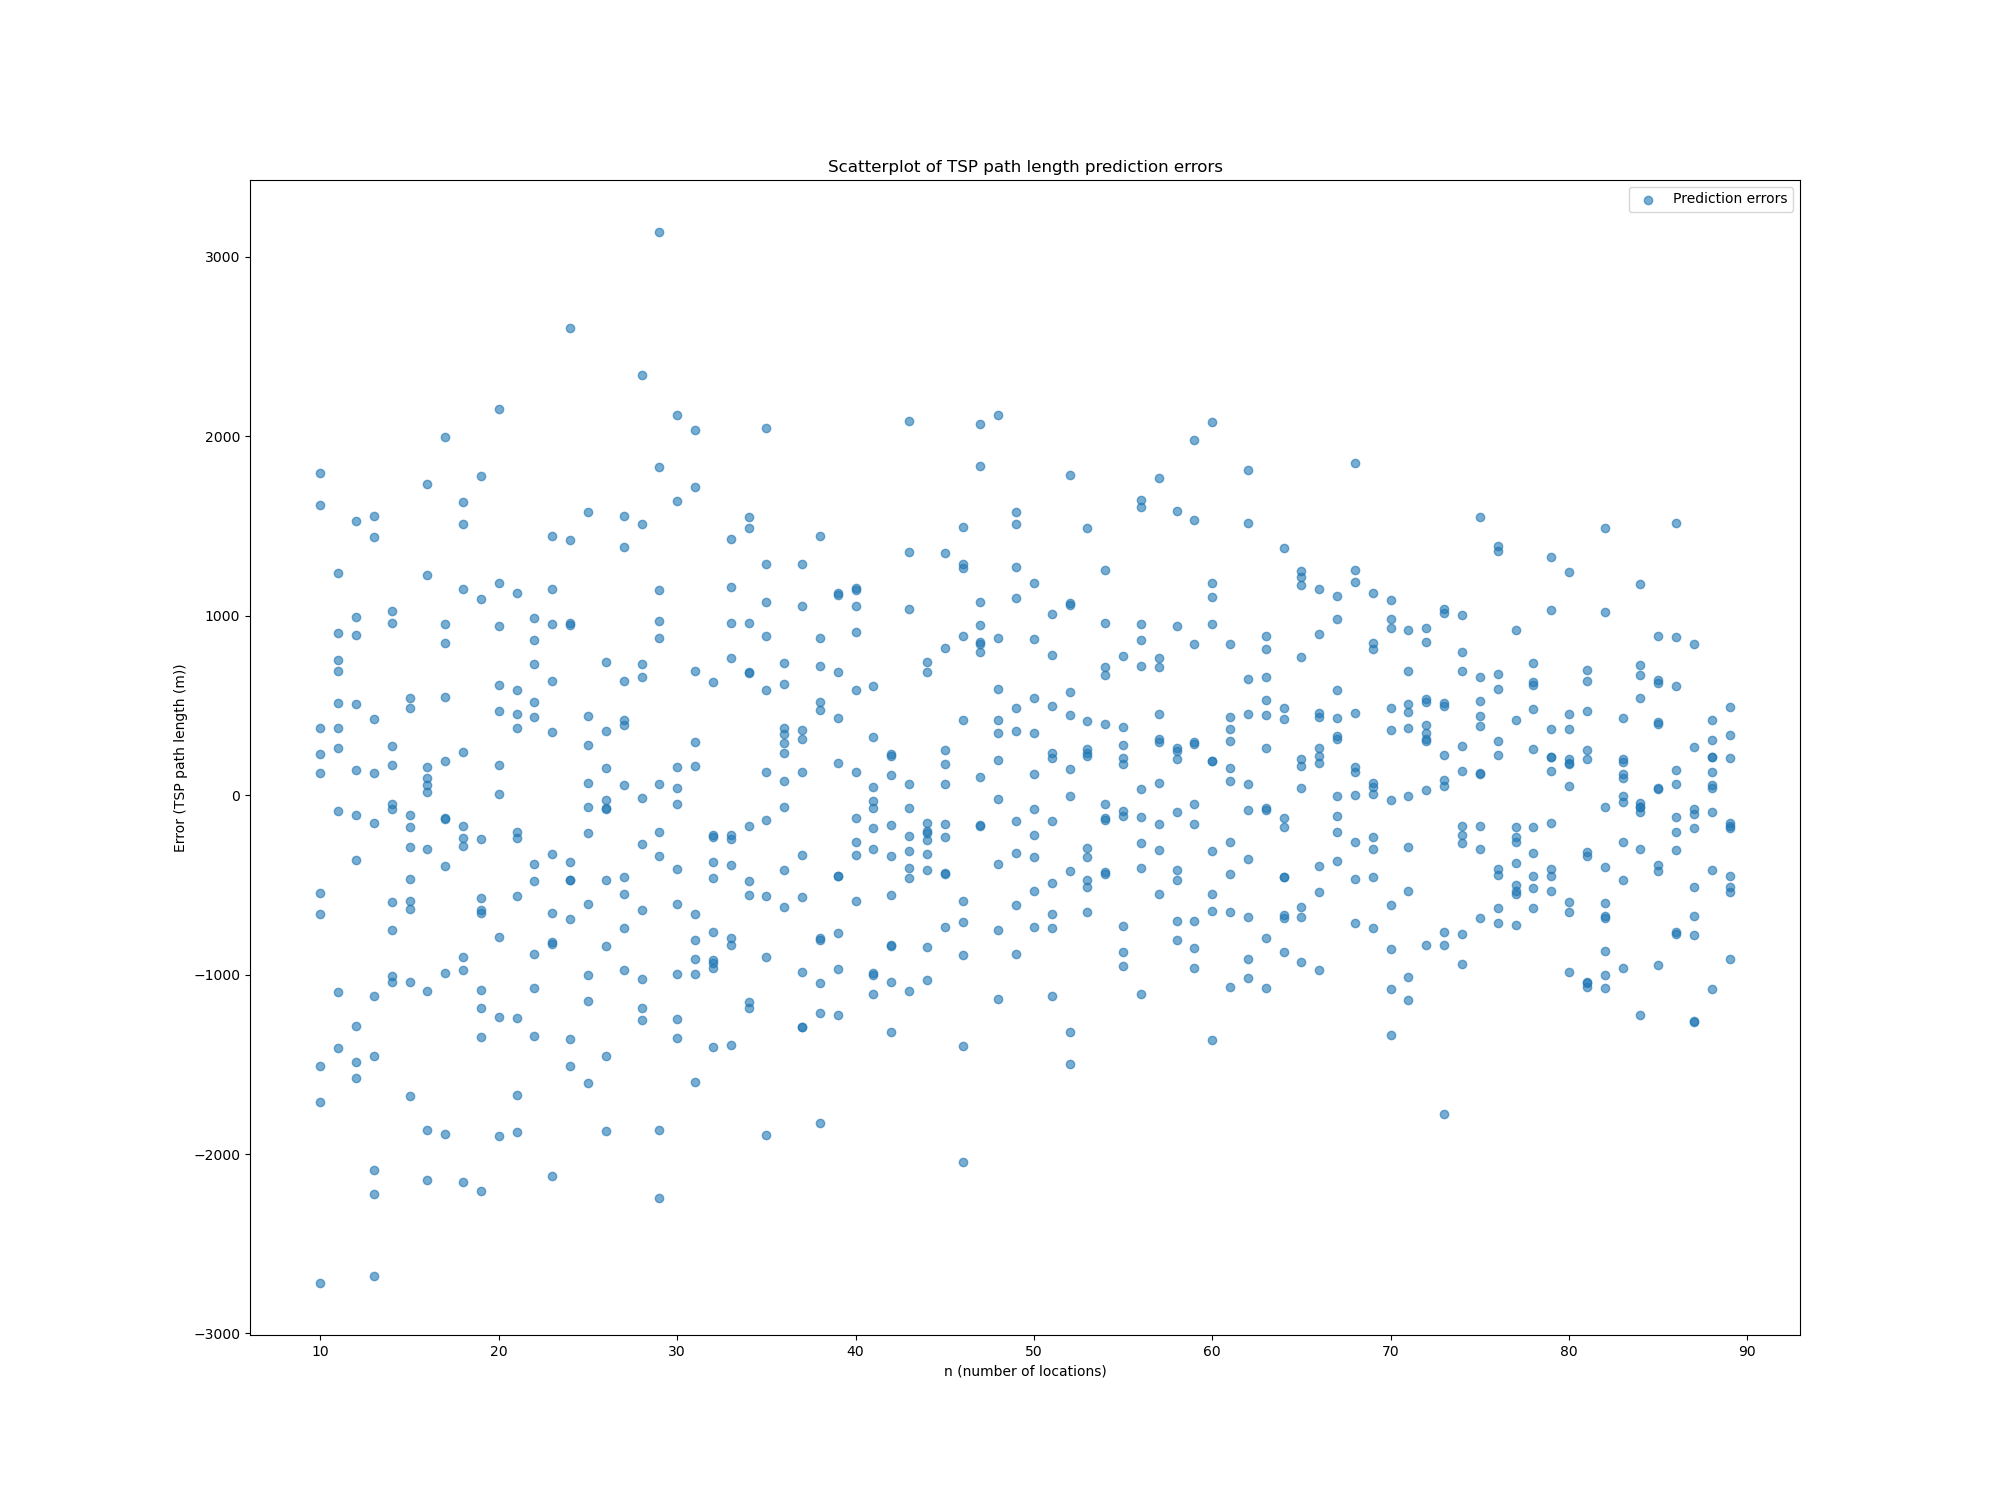 Scatterplot of TSP path length prediction errors
Prediction errors
3000
2000
1000
0
−1000
−2000
−3000
Error (TSP path length (m))
10 20 30 40 50 60 70 80 90
n (number of locations)